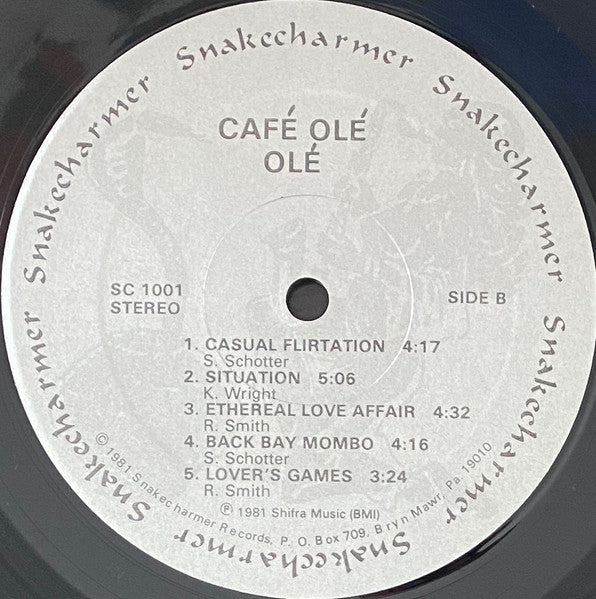 Snakecharmer Snakecharmer Snakecharmer Snakecharmer Snakecharmer Snakecharmer
CAFÉ OLÉ
OLÉ
SC 1001
STEREO
SIDE B
1. CASUAL FLIRTATION 4:17
S. Schotter
2. SITUATION 5:06
K. Wright
3. ETHEREAL LOVE AFFAIR 4:32
R. Smith
4. BACK BAY MOMBO 4:16
S. Schotter
5. LOVER'S GAMES 3:24
R. Smith
℗ 1981 Shifra Music (BMI)
© 1981 Snakecharmer Records, P. O. Box 709, Bryn Mawr, Pa. 19010